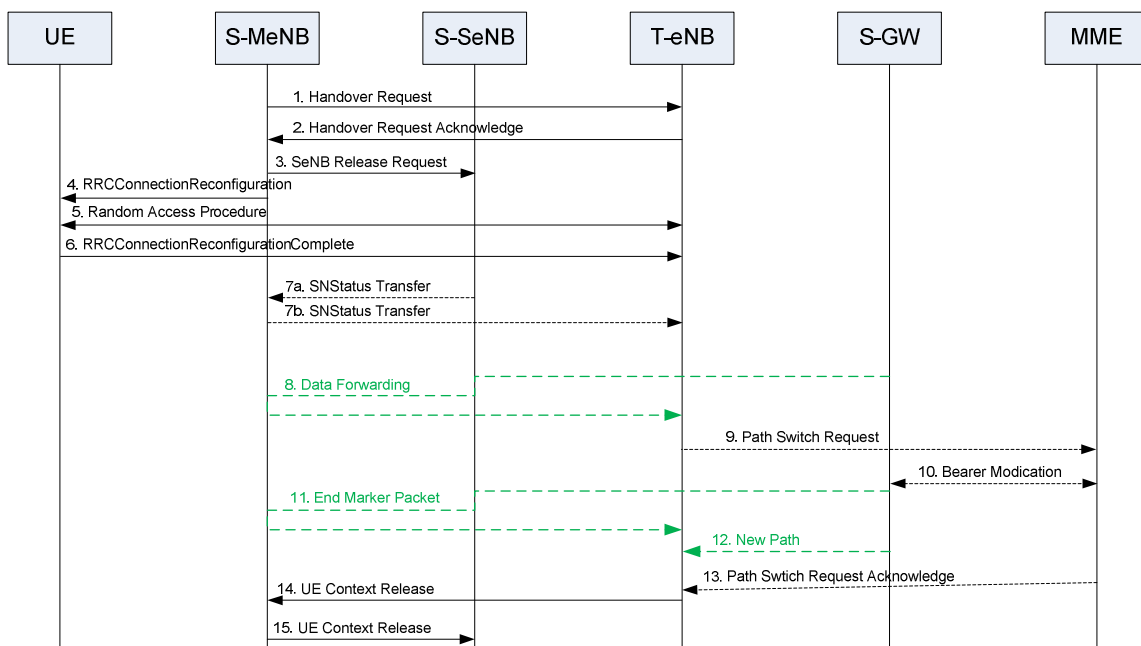 UE
S-MeNB
S-SeNB
T-eNB
S-GW
MME
1. Handover Request
2. Handover Request Acknowledge
3. SeNB Release Request
4. RRCConnectionReconfiguration
5. Random Access Procedure
6. RRCConnectionReconfigurationComplete
7a. SNStatus Transfer
7b. SNStatus Transfer
8. Data Forwarding
9. Path Switch Request
10. Bearer Modication
11. End Marker Packet
12. New Path
13. Path Swtich Request Acknowledge
14. UE Context Release
15. UE Context Release